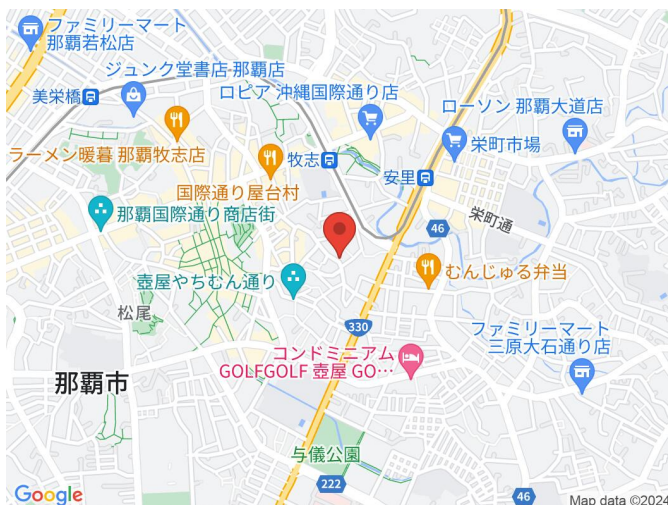 ファミリーマート
那覇若松店
ジュンク堂書店-那覇店
美栄橋
ロピア 沖縄国際通り店
ローソン 那覇大道店
栄町市場
ラーメン暖暮 那覇牧志店
牧志
安里
国際通り屋台村
栄町通
那覇国際通り商店街
46
むんじゅる弁当
壺屋やちむん通り
松尾
330
ファミリーマート
三原大石通り店
コンドミニアム
GOLFGOLF 壺屋 GO…
那覇市
与儀公園
222
46
Google
Map data ©2024